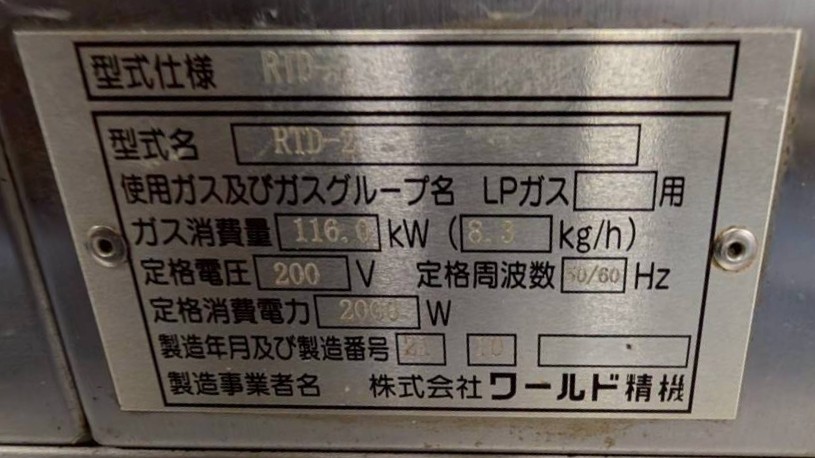 型式仕様 RTD-
型式名 RTD-2
使用ガス及びガスグループ名 LPガス 用
ガス消費量 116.0 kW (8.3 kg/h)
定格電圧 200 V 定格周波数 50/60 Hz
定格消費電力 W
製造年月及び製造番号 21 10
製造事業者名 株式会社ワールド精機